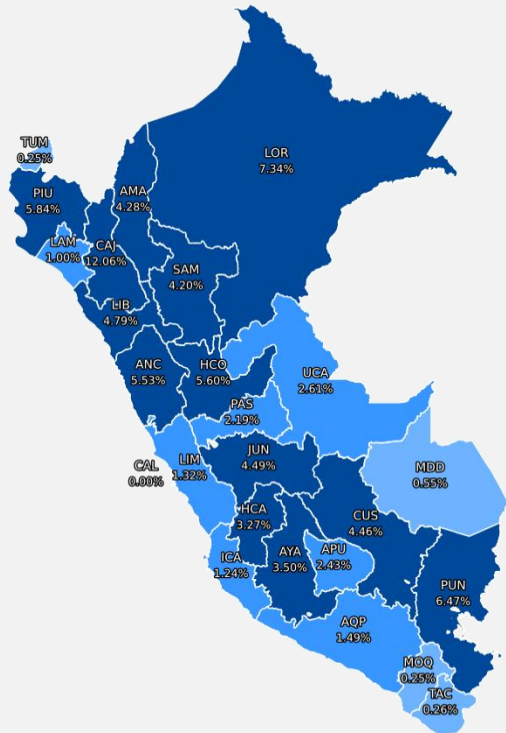 LOR
7.34%
TUM
0.25%
PIU
5.84%
AMA
4.28%
LAM
1.00%
CAJ
12.06%
SAM
4.20%
LIB
4.79%
ANC
5.53%
HCO
5.60%
UCA
2.61%
PAS
2.19%
JUN
4.49%
LIM
1.32%
CAL
0.00%
MDD
0.55%
HCA
3.27%
CUS
4.46%
ICA
1.24%
AYA
3.50%
APU
2.43%
PUN
6.47%
AQP
1.49%
MOQ
0.25%
TAC
0.26%